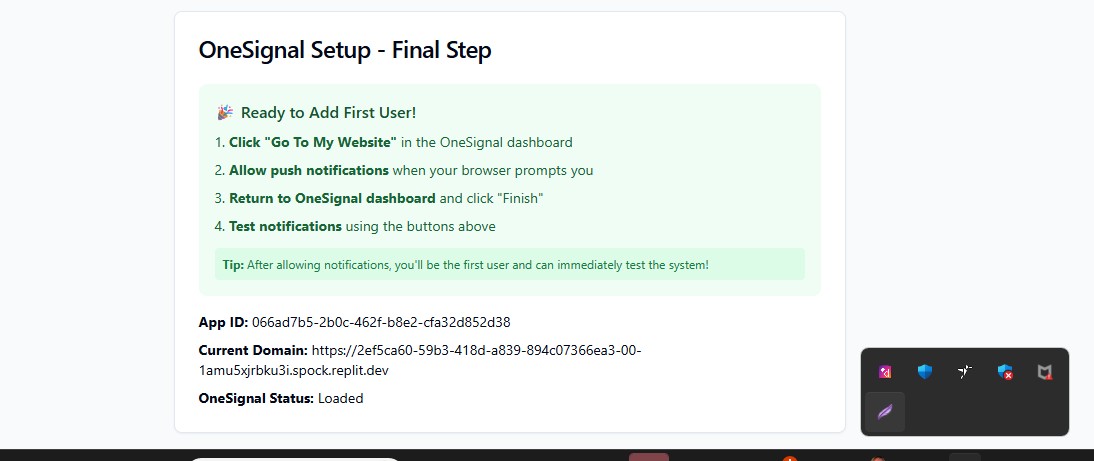 OneSignal Setup - Final Step
🎉 Ready to Add First User!
1. Click "Go To My Website" in the OneSignal dashboard
2. Allow push notifications when your browser prompts you
3. Return to OneSignal dashboard and click "Finish"
4. Test notifications using the buttons above
Tip: After allowing notifications, you'll be the first user and can immediately test the system!
App ID: 066ad7b5-2b0c-462f-b8e2-cfa32d852d38
Current Domain: https://2ef5ca60-59b3-418d-a839-894c07366ea3-00-
1amu5xjrbku3i.spock.replit.dev
OneSignal Status: Loaded